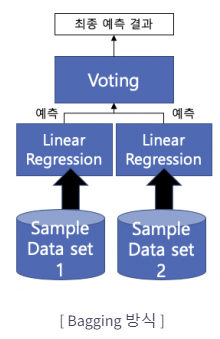 최종 예측 결과
Voting
예측 예측
Linear Linear
Regression Regression
Sample Sample
Data set Data set
1 2
[ Bagging 방식 ]